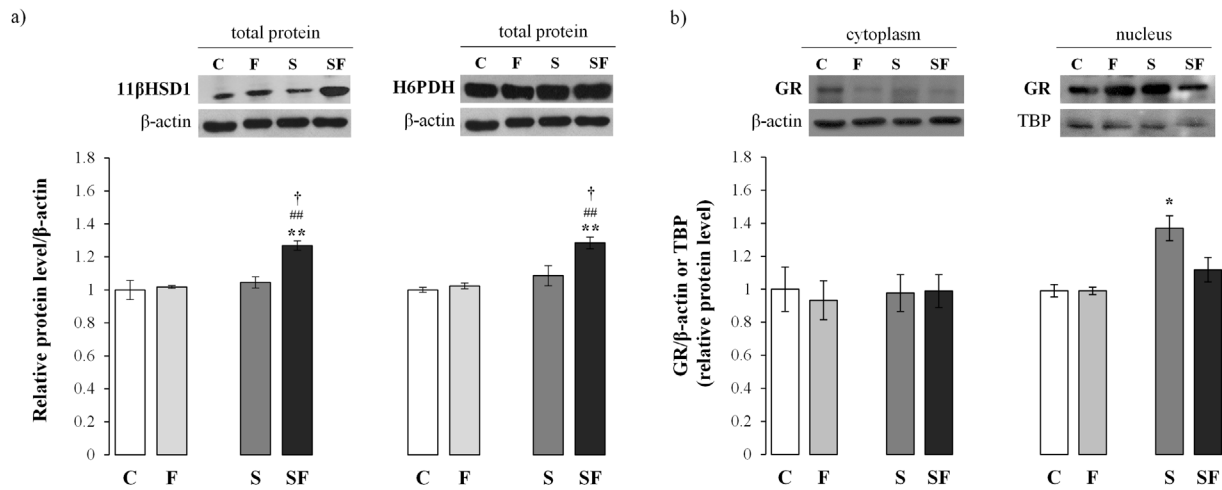 a)
total protein
C F S SF
11βHSD1
β-actin
total protein
C F S SF
H6PDH
β-actin
Relative protein level/β-actin
1.8
1.6
1.4
1.2
1
0.8
0.6
0.4
0.2
0
†
##
**
†
##
**
C F S SF C F S SF
b)
cytoplasm
C F S SF
GR
β-actin
nucleus
C F S SF
GR
TBP
GR/β-actin or TBP
(relative protein level)
1.8
1.6
1.4
1.2
1
0.8
0.6
0.4
0.2
0
*
C F S SF C F S SF